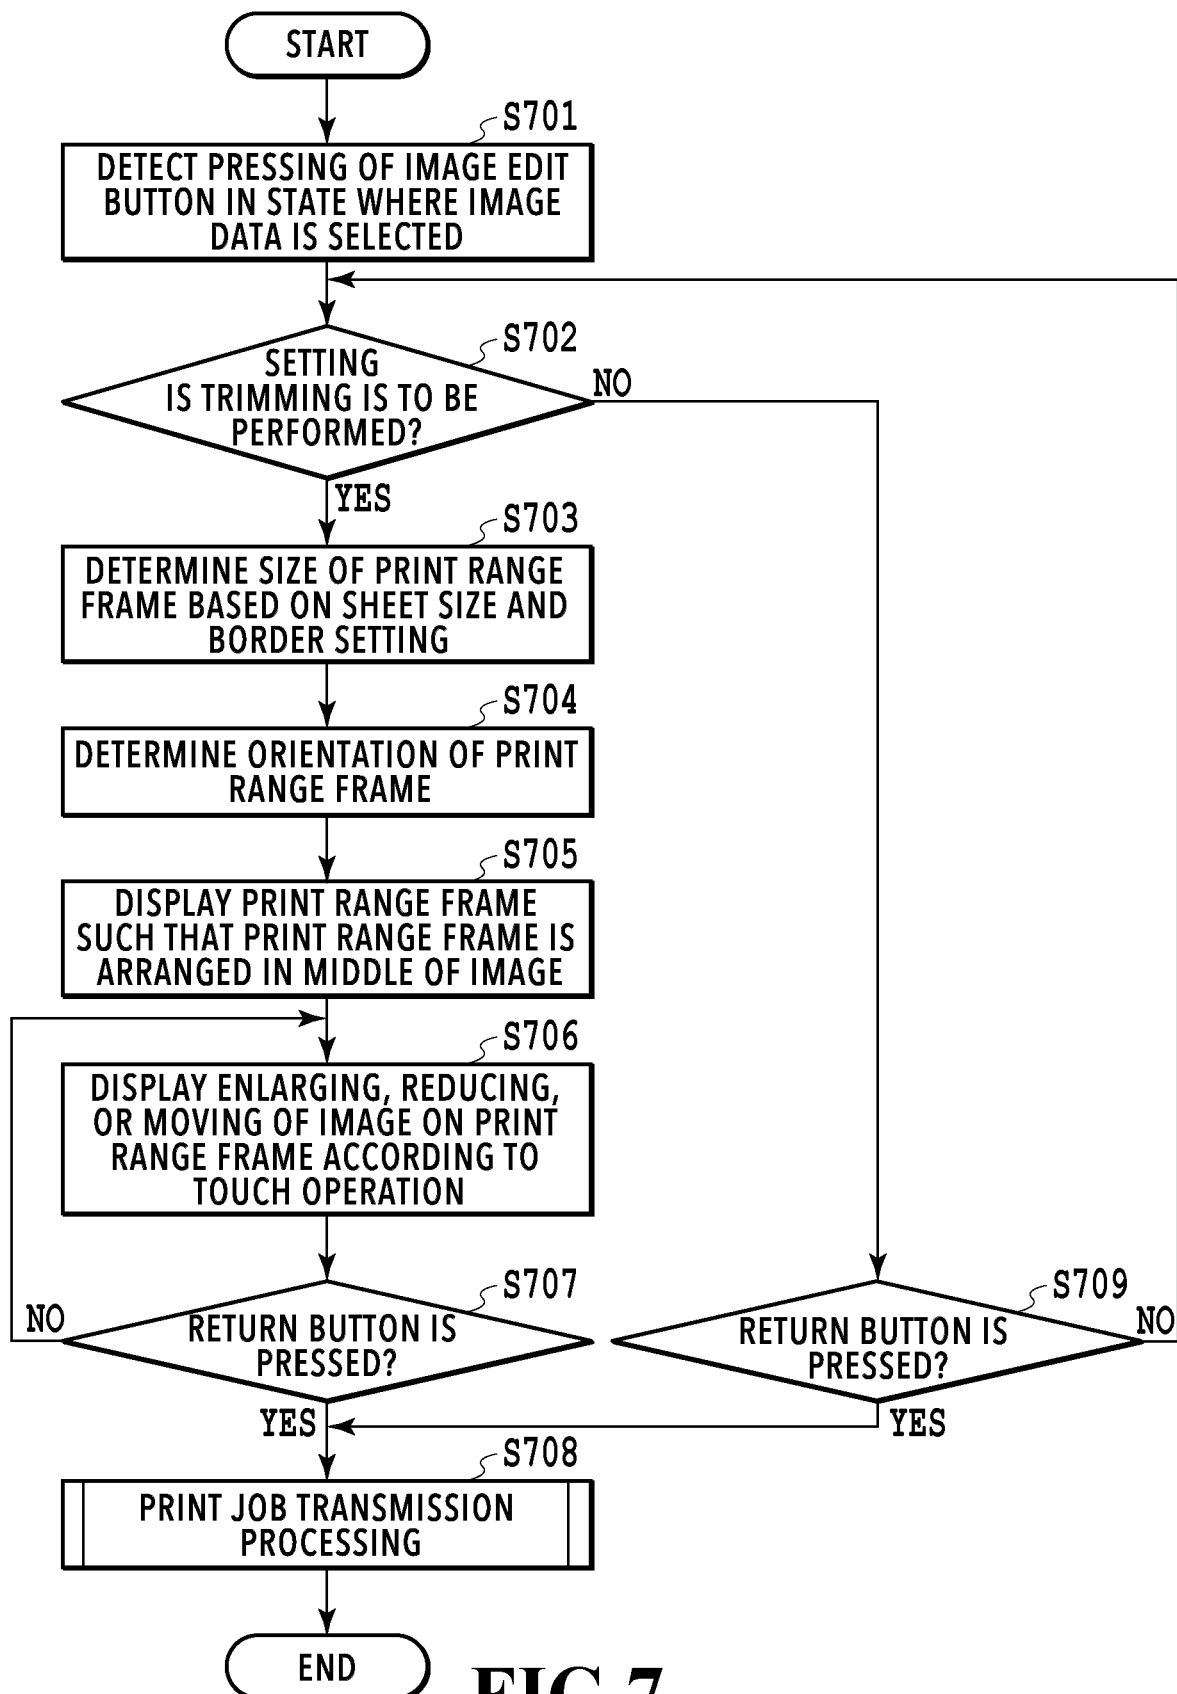 START
S701
DETECT PRESSING OF IMAGE EDIT
BUTTON IN STATE WHERE IMAGE
DATA IS SELECTED
S702
SETTING
IS TRIMMING IS TO BE
PERFORMED?
NO
YES
S703
DETERMINE SIZE OF PRINT RANGE
FRAME BASED ON SHEET SIZE AND
BORDER SETTING
S704
DETERMINE ORIENTATION OF PRINT
RANGE FRAME
S705
DISPLAY PRINT RANGE FRAME
SUCH THAT PRINT RANGE FRAME IS
ARRANGED IN MIDDLE OF IMAGE
S706
DISPLAY ENLARGING, REDUCING,
OR MOVING OF IMAGE ON PRINT
RANGE FRAME ACCORDING TO
TOUCH OPERATION
S707
RETURN BUTTON IS
PRESSED?
NO
YES
S709
RETURN BUTTON IS
PRESSED?
NO
YES
S708
PRINT JOB TRANSMISSION
PROCESSING
END
FIG.7